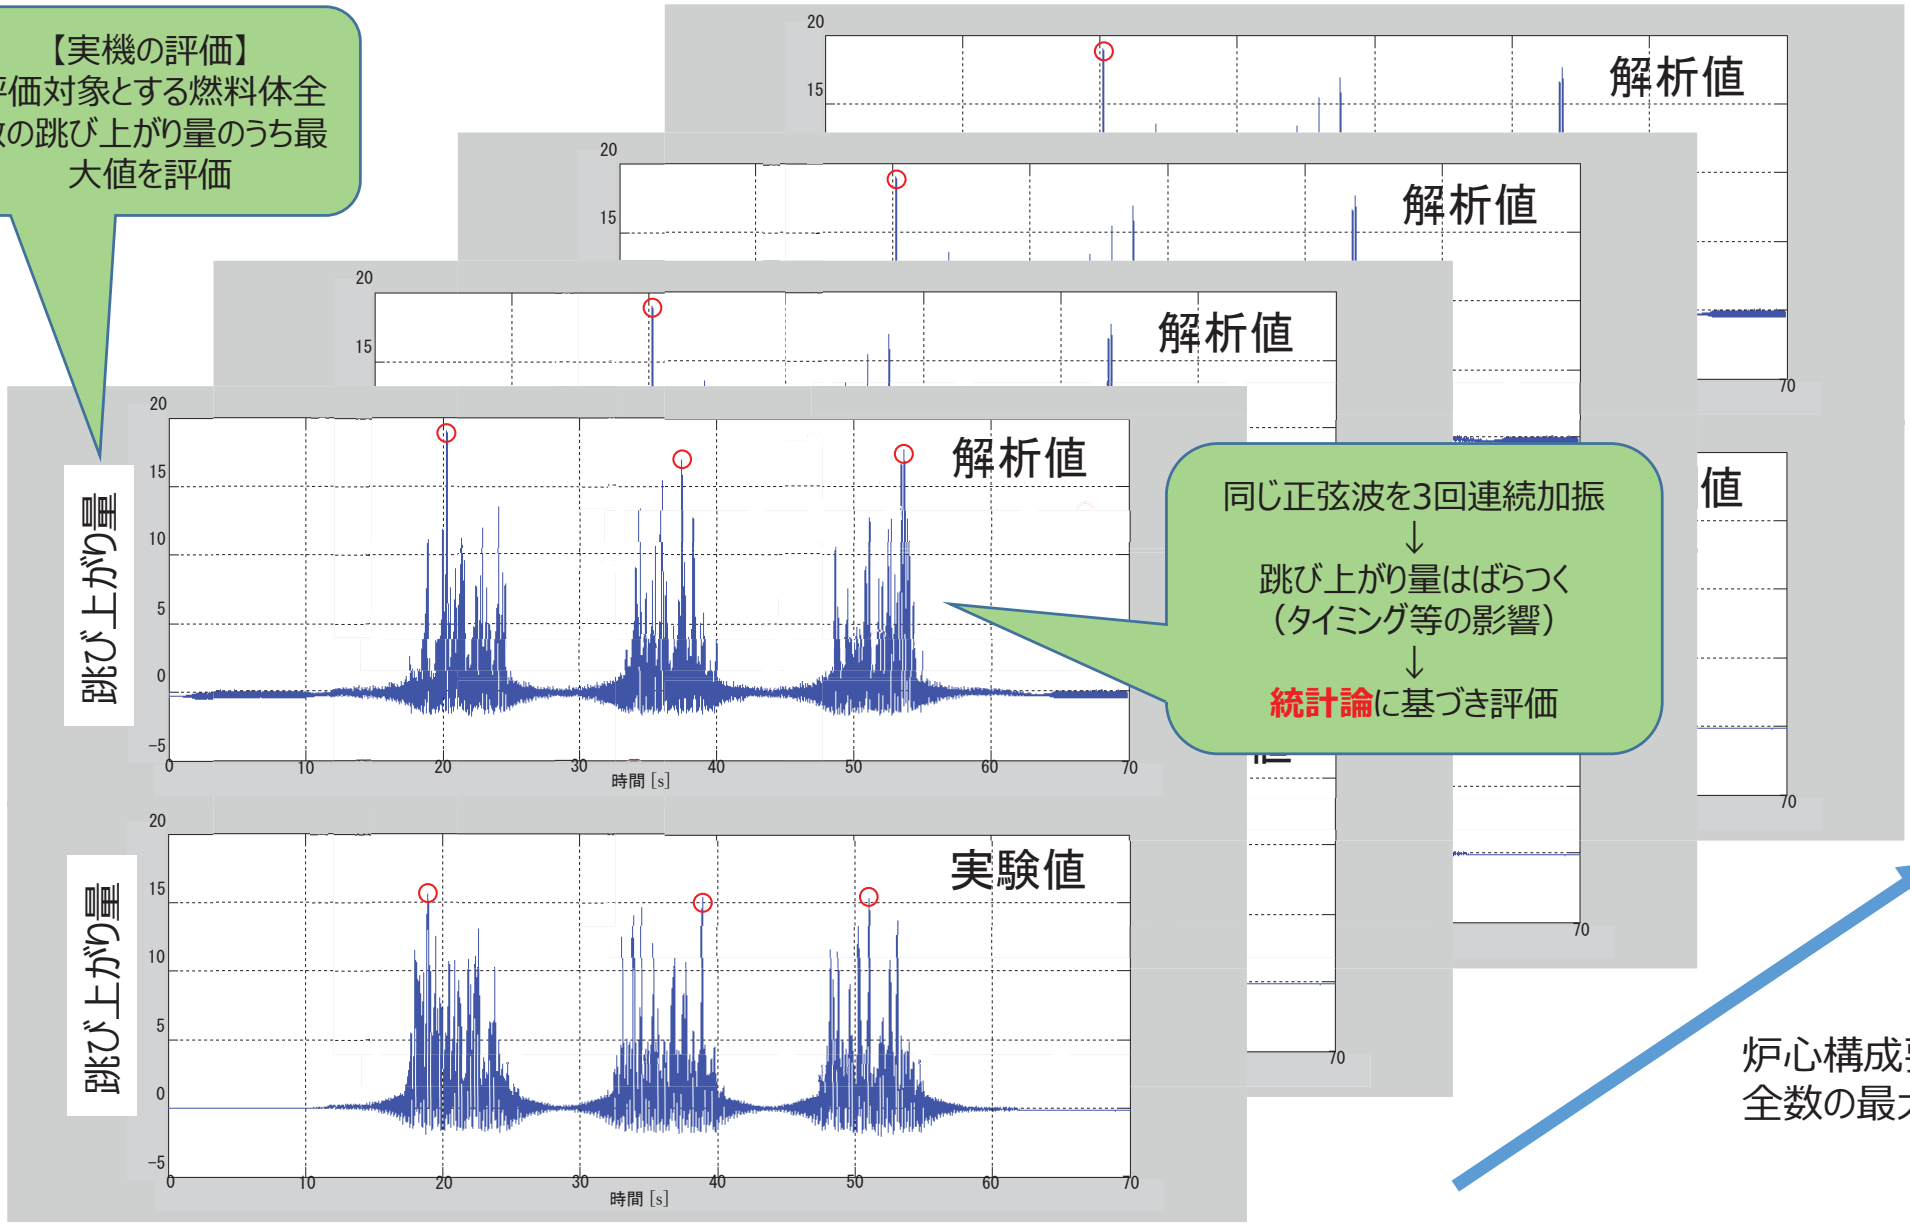 【実機の評価】
評価対象とする燃料体全
数の跳び上がり量のうち最
大値を評価
20
15
解析値
70
20
15
解析値
70
20
15
解析値
70
値
70
20
15
10
5
0
-5
跳び上がり量
解析値
0 10 20 30 40 50 60 70
時間 [s]
同じ正弦波を3回連続加振
↓
跳び上がり量はばらつく
(タイミング等の影響)
↓
統計論に基づき評価
20
15
10
5
0
-5
跳び上がり量
実験値
0 10 20 30 40 50 60 70
時間 [s]
炉心構成
全数の最